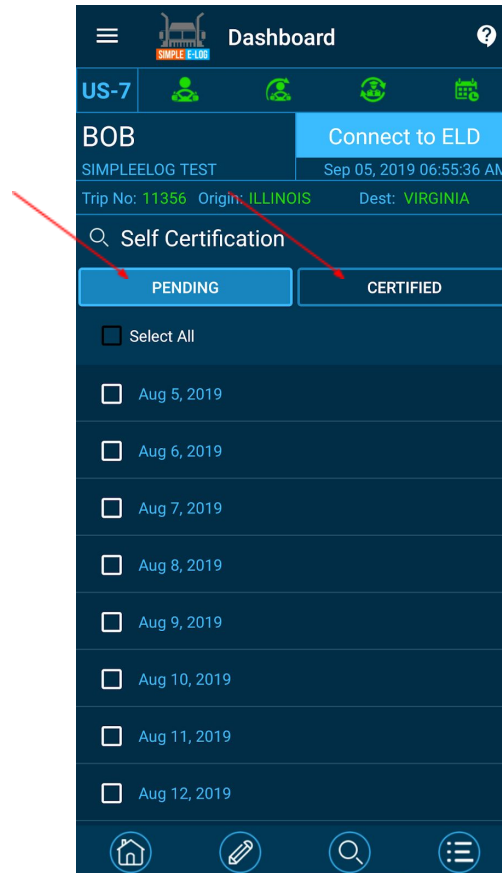 SIMPLE E-LOG
Dashboard
US-7
BOB
Connect to ELD
SIMPLEELOG TEST
Sep 05, 2019 06:55:36 AM
Trip No: 11356 Origin: ILLINOIS Dest: VIRGINIA
Self Certification
PENDING
CERTIFIED
Select All
Aug 5, 2019
Aug 6, 2019
Aug 7, 2019
Aug 8, 2019
Aug 9, 2019
Aug 10, 2019
Aug 11, 2019
Aug 12, 2019